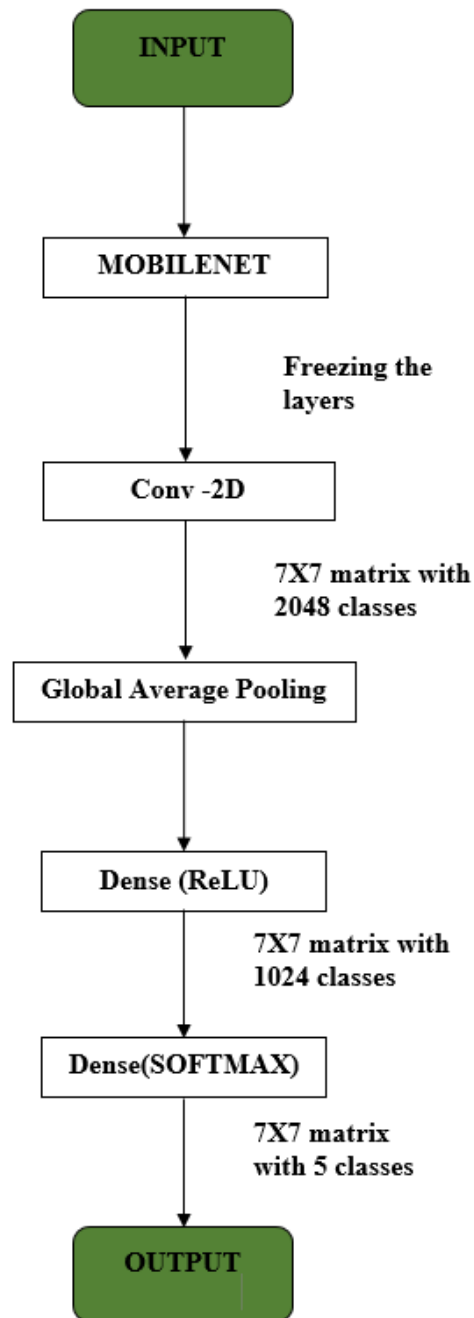 INPUT
MOBILENET
Freezing the
layers
Conv -2D
7X7 matrix with
2048 classes
Global Average Pooling
Dense (ReLU)
7X7 matrix with
1024 classes
Dense(SOFTMAX)
7X7 matrix
with 5 classes
OUTPUT